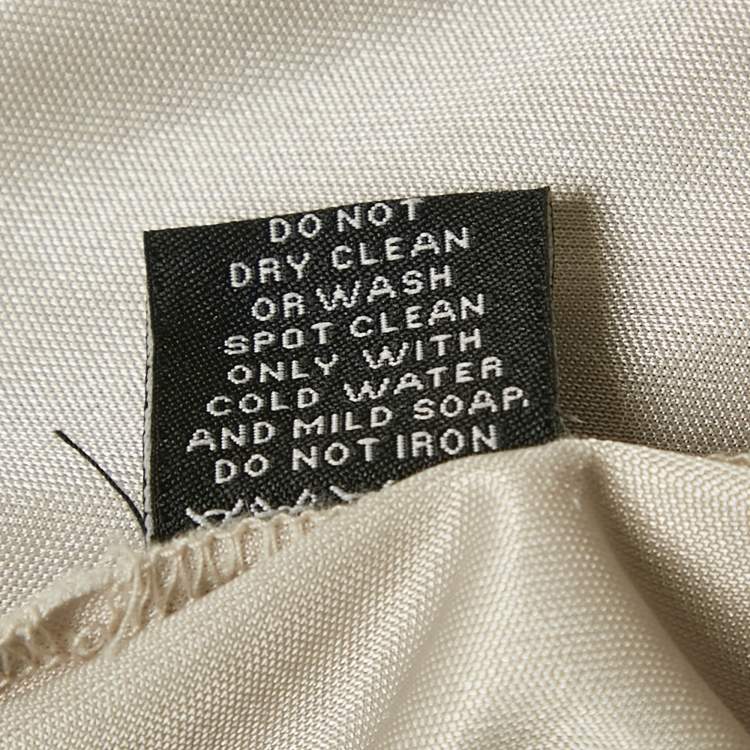 DO NOT
DRY CLEAN
OR WASH
SPOT CLEAN
ONLY WITH
COLD WATER
AND MILD SOAP.
DO NOT IRON